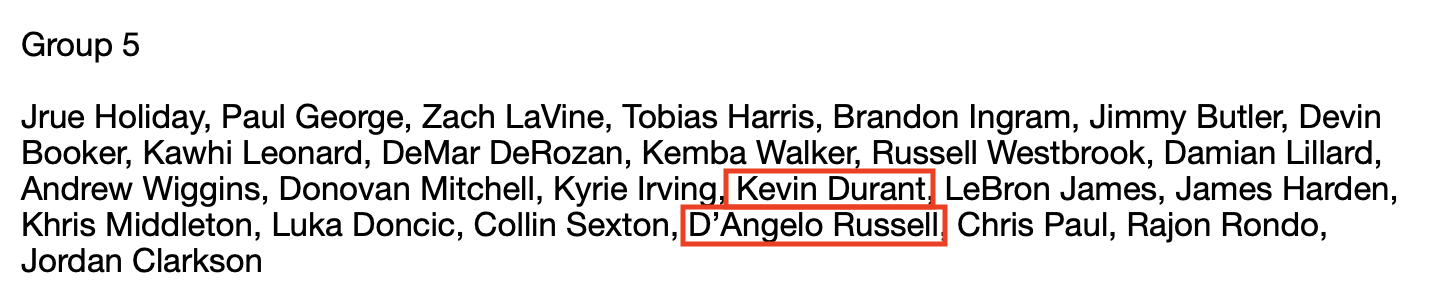 Group 5
Jrue Holiday, Paul George, Zach LaVine, Tobias Harris, Brandon Ingram, Jimmy Butler, Devin
Booker, Kawhi Leonard, DeMar DeRozan, Kemba Walker, Russell Westbrook, Damian Lillard,
Andrew Wiggins, Donovan Mitchell, Kyrie Irving, Kevin Durant, LeBron James, James Harden,
Khris Middleton, Luka Doncic, Collin Sexton, D’Angelo Russell, Chris Paul, Rajon Rondo,
Jordan Clarkson